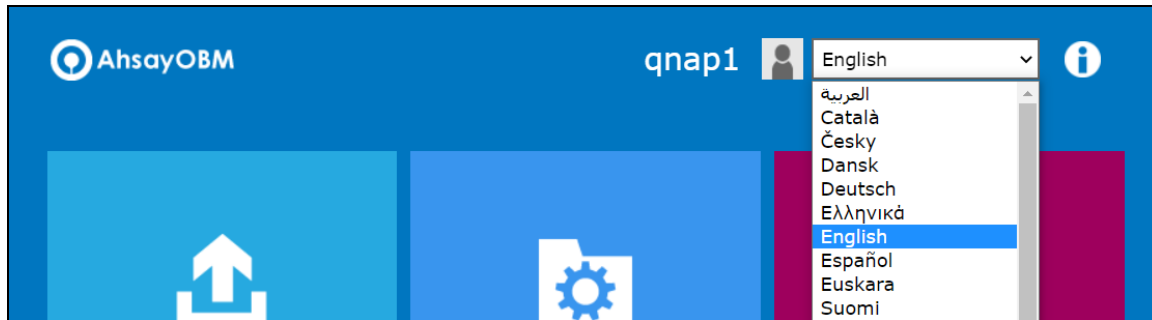 AhsayOBM
qnap1
English
العربية
Català
Česky
Dansk
Deutsch
Ελληνικά
English
Español
Euskara
Suomi